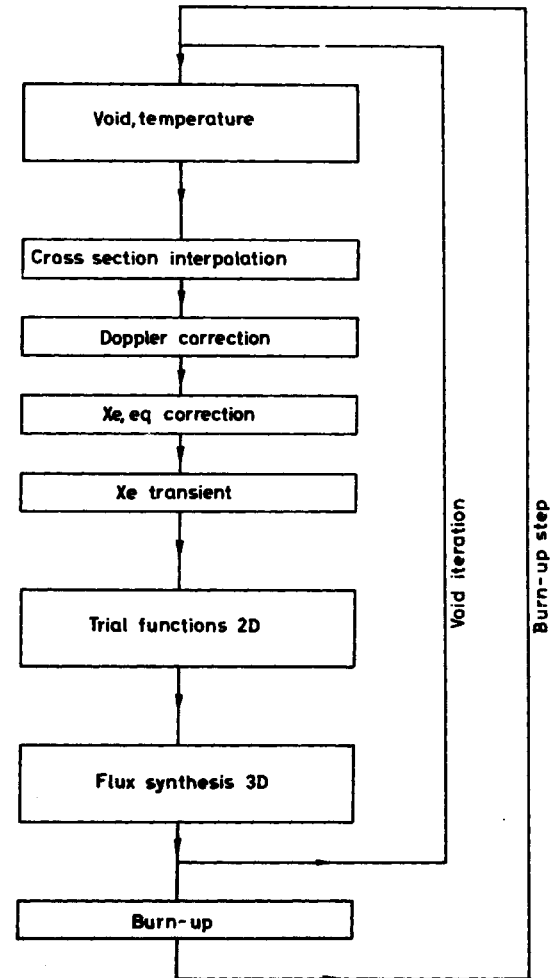 Void, temperature
Cross section interpolation
Doppler correction
Xe, eq correction
Xe transient
Trial functions 2D
Flux synthesis 3D
Burn-up
Void iteration
Burn-up step